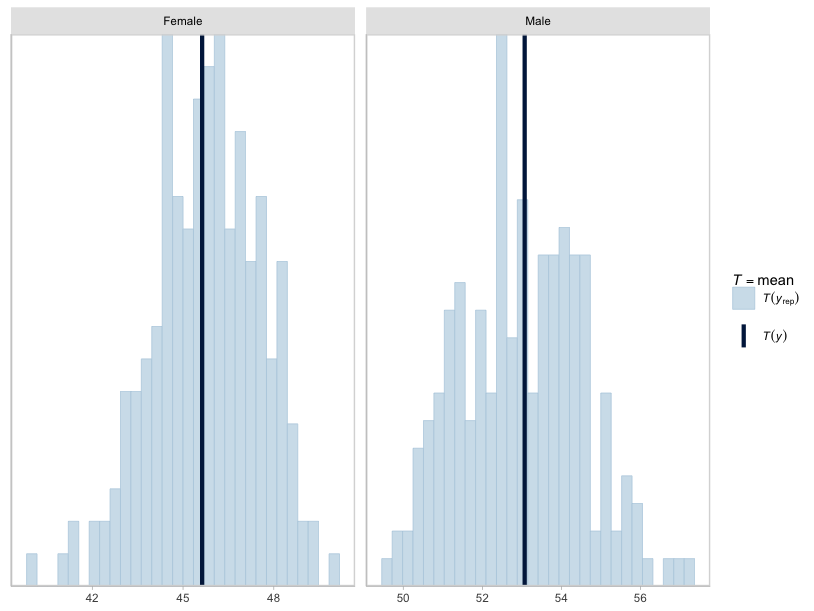 Female
Male
T = mean
T(yrep)
T(y)
42 45 48
50 52 54 56